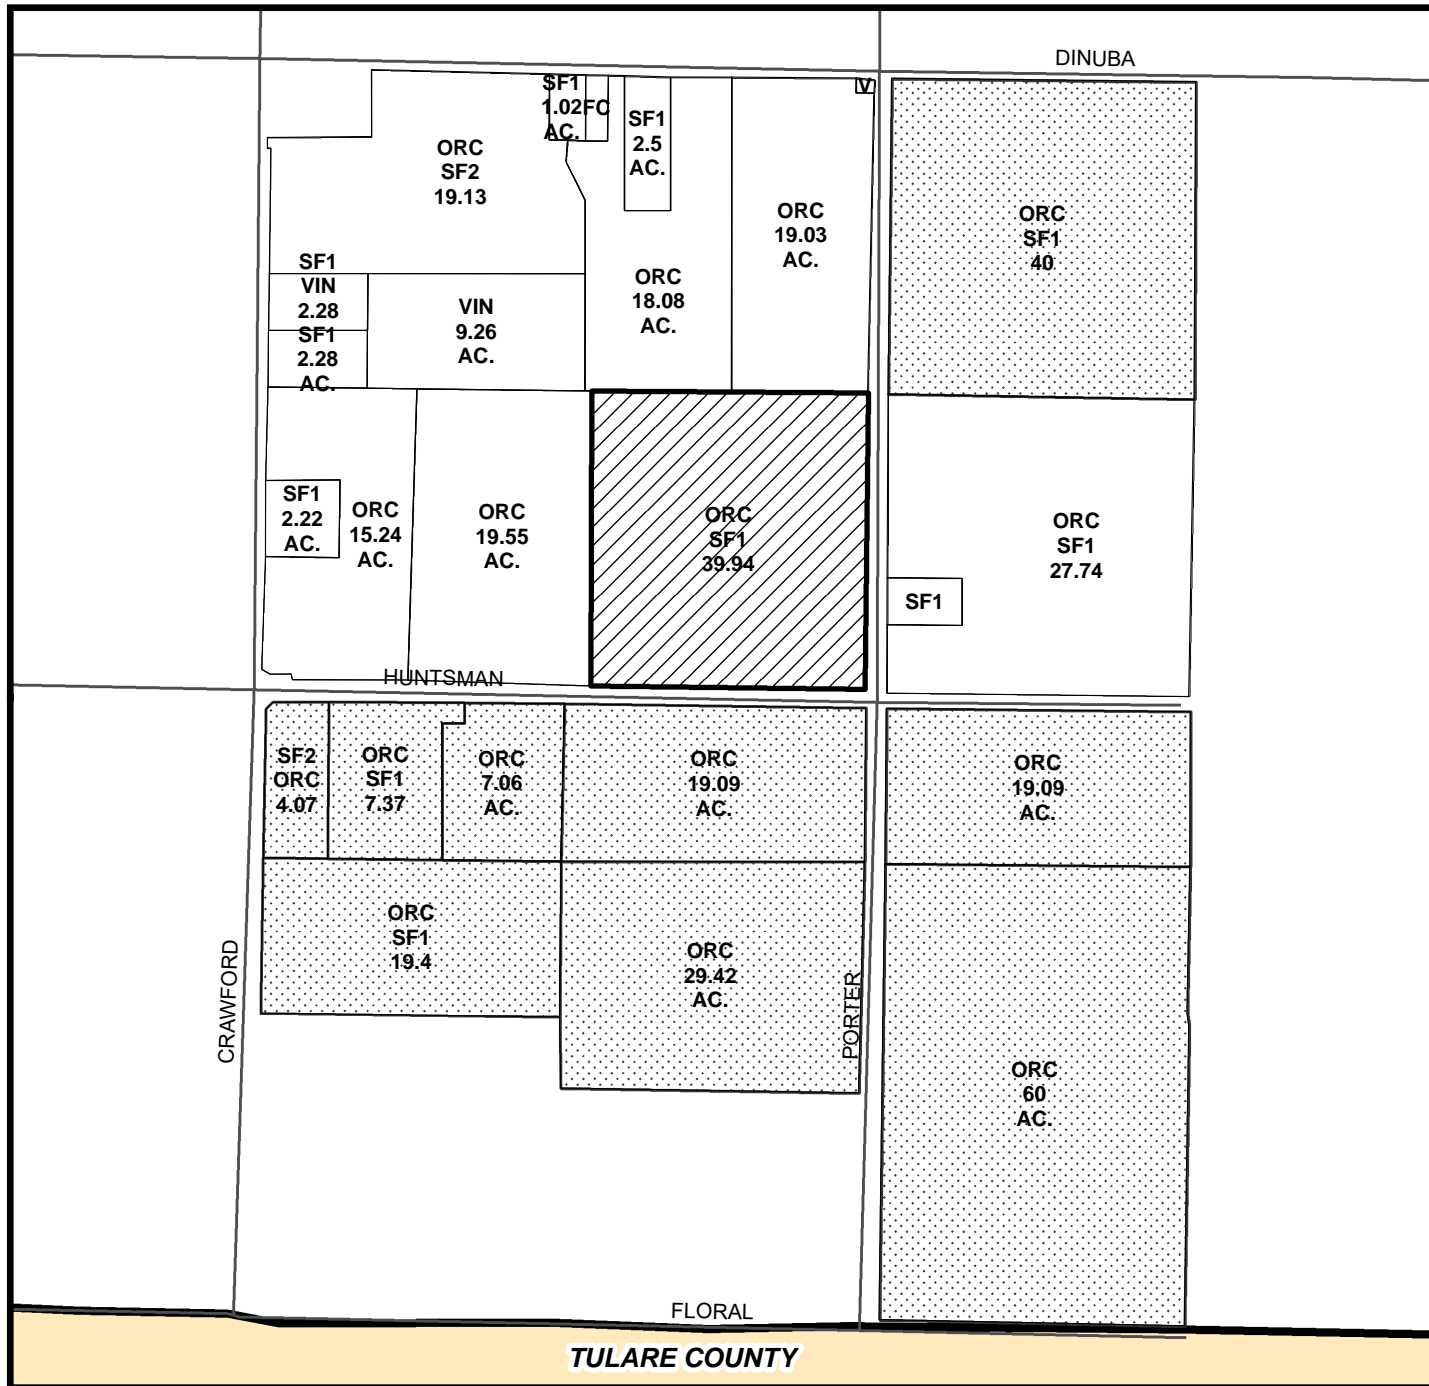 DINUBA
SF1
1.02FC
AC.
V
SF1
2.5
AC.
ORC
SF2
19.13
ORC
19.03
AC.
ORC
SF1
40
SF1
VIN
2.28
SF1
2.28
AC.
VIN
9.26
AC.
ORC
18.08
AC.
SF1
2.22
AC.
ORC
15.24
AC.
ORC
19.55
AC.
ORC
SF1
39.94
ORC
SF1
27.74
SF1
HUNTSMAN
SF2
ORC
4.07
ORC
SF1
7.37
ORC
7.06
AC.
ORC
19.09
AC.
ORC
19.09
AC.
ORC
SF1
19.4
ORC
29.42
AC.
CRAWFORD
PORTER
ORC
60
AC.
FLORAL
TULARE COUNTY